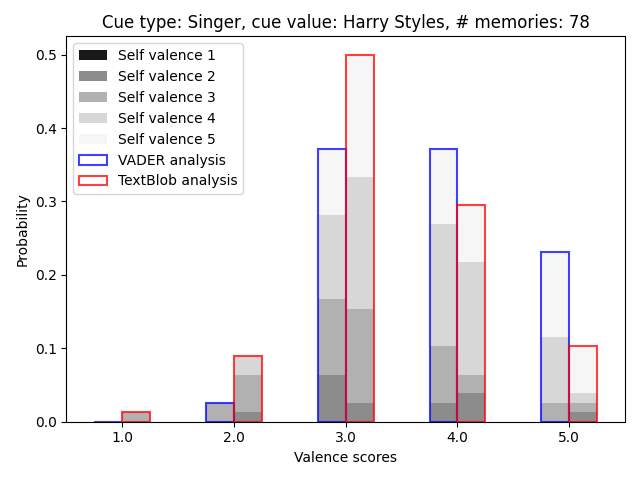 Cue type: Singer, cue value: Harry Styles, # memories: 78
Self valence 1
Self valence 2
Self valence 3
Self valence 4
Self valence 5
VADER analysis
TextBlob analysis
Probability
0.5
0.4
0.3
0.2
0.1
0.0
1.0 2.0 3.0 4.0 5.0
Valence scores